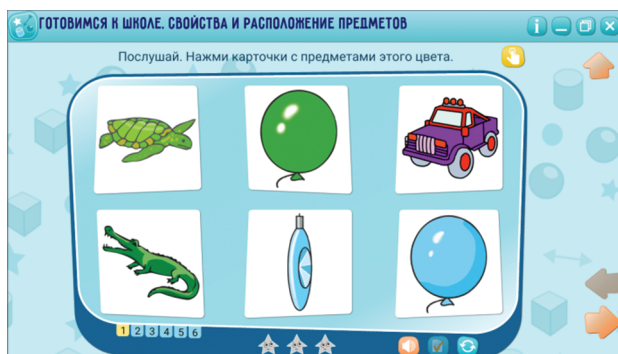 ГОТОВИМСЯ К ШКОЛЕ. СВОЙСТВА И РАСПОЛОЖЕНИЕ ПРЕДМЕТОВ
Послушай. Нажми карточки с предметами этого цвета.
1 2 3 4 5 6